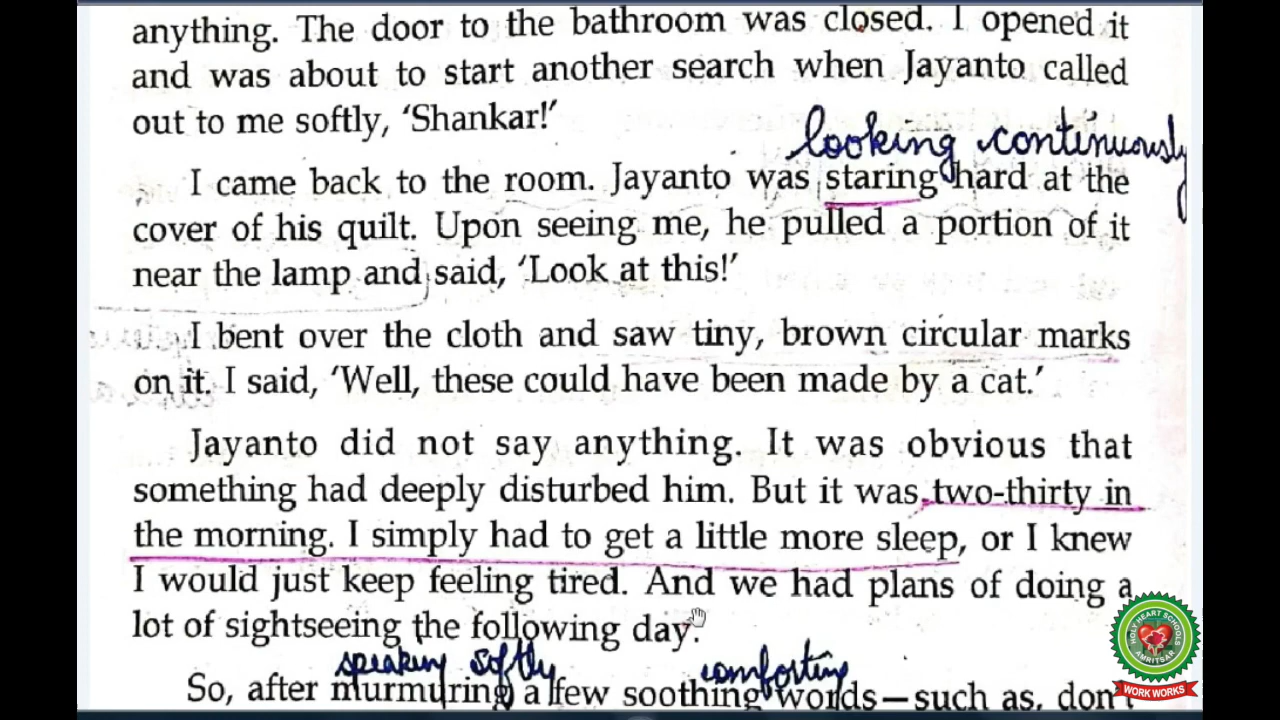 anything. The door to the bathroom was closed. I opened it
and was about to start another search when Jayanto called
out to me softly, ‘Shankar!’
looking continuously
I came back to the room. Jayanto was staring hard at the
cover of his quilt. Upon seeing me, he pulled a portion of it
near the lamp and said, ‘Look at this!’
I bent over the cloth and saw tiny, brown circular marks
on it. I said, ‘Well, these could have been made by a cat.’
Jayanto did not say anything. It was obvious that
something had deeply disturbed him. But it was two-thirty in
the morning. I simply had to get a little more sleep, or I knew
I would just keep feeling tired. And we had plans of doing a
lot of sightseeing the following day.
speaking softly comforting
So, after murmuring a few soothing words—such as, don't
HOLY HEART SCHOOLS
AMRITSAR
WORK WORKS